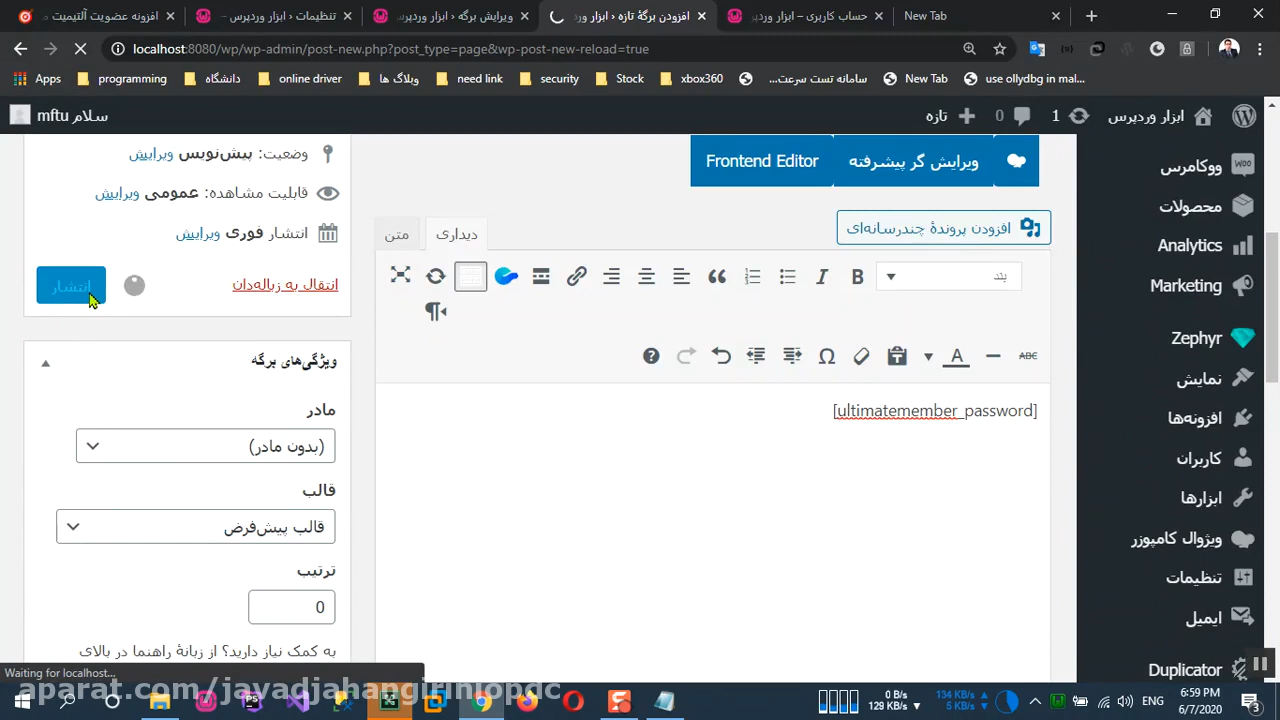 افزونه عضویت آلتیمیت
تنظیمات ‹ ابزار وردپرس –
ویرایش برگه ‹ ابزار وردپرس
افزودن برگهٔ تازه ‹ ابزار ورد
حساب کاربری – ابزار وردپر
New Tab
localhost:8080/wp/wp-admin/post-new.php?post_type=page&wp-post-new-reload=true
Apps
programming
دانشگاه
online driver
وبلاگ ها
need link
security
Stock
xbox360
سامانه تست سرعت...
New Tab
use ollydbg in mal...
ابزار وردپرس
1
0
تازه
سلام mftu
ووکامرس
محصولات
Analytics
Marketing
Zephyr
نمایش
افزونه‌ها
کاربران
ابزارها
ویژوال کامپوزر
تنظیمات
ایمیل
Duplicator
ویرایش گر پیشرفته
Frontend Editor
افزودن پروندهٔ چندرسانه‌ای
دیداری
متن
بند
B
I
ABC
A
Ω
[ultimatemember_password]
وضعیت: پیش‌نویس ویرایش
قابلیت مشاهده: عمومی ویرایش
انتشار فوری ویرایش
انتقال به زباله‌دان
انتشار
ویژگی‌های برگه
مادر
(بدون مادر)
قالب
قالب پیش‌فرض
ترتیب
0
به کمک نیاز دارید؟ از زبانهٔ راهنما در بالای
Waiting for localhost...
aparat.com/javadjahangiriniopdc
0 B/s
129 KB/s
134 KB/s
5 KB/s
ENG
6:59 PM
6/7/2020
3